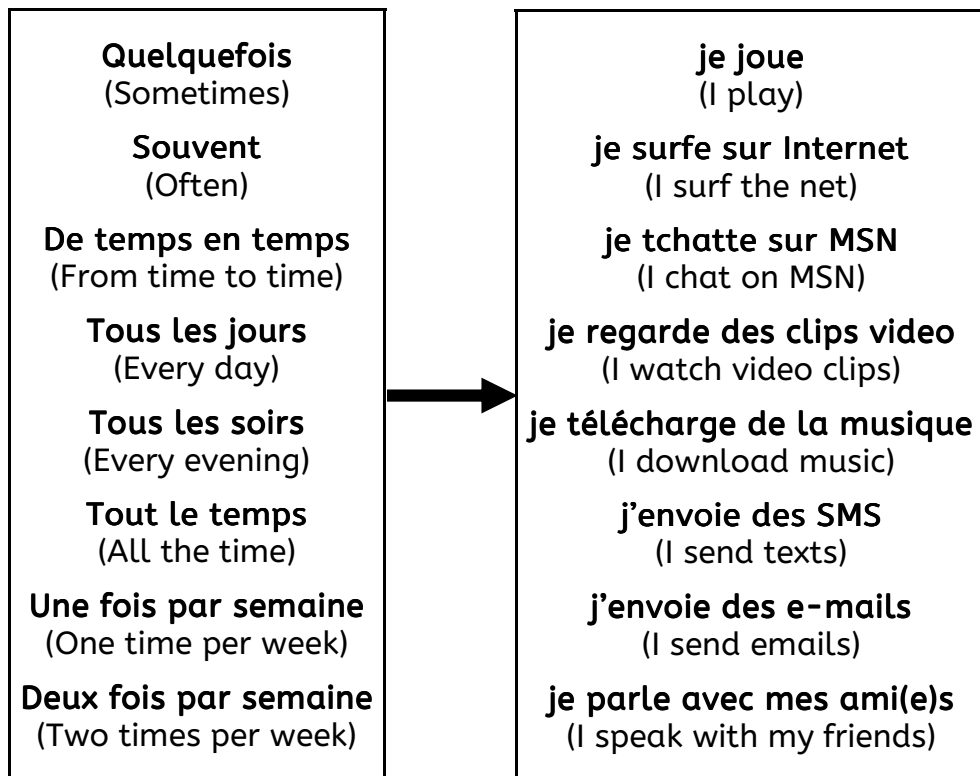 Quelquefois
(Sometimes)
Souvent
(Often)
De temps en temps
(From time to time)
Tous les jours
(Every day)
Tous les soirs
(Every evening)
Tout le temps
(All the time)
Une fois par semaine
(One time per week)
Deux fois par semaine
(Two times per week)
je joue
(I play)
je surfe sur Internet
(I surf the net)
je tchatte sur MSN
(I chat on MSN)
je regarde des clips video
(I watch video clips)
je télécharge de la musique
(I download music)
j’envoie des SMS
(I send texts)
j’envoie des e-mails
(I send emails)
je parle avec mes ami(e)s
(I speak with my friends)